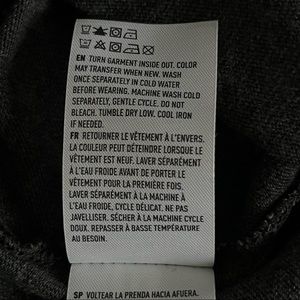 EN TURN GARMENT INSIDE OUT. COLOR
MAY TRANSFER WHEN NEW. WASH
ONCE SEPARATELY IN COLD WATER
BEFORE WEARING. MACHINE WASH COLD
SEPARATELY, GENTLE CYCLE. DO NOT
BLEACH. TUMBLE DRY LOW. COOL IRON
IF NEEDED.
FR RETOURNER LE VÊTEMENT À L'ENVERS.
LA COULEUR PEUT DÉTEINDRE LORSQUE LE
VÊTEMENT EST NEUF. LAVER SÉPARÉMENT
À L'EAU FROIDE AVANT DE PORTER LE
VÊTEMENT POUR LA PREMIÈRE FOIS.
LAVER SÉPARÉMENT À LA MACHINE À
L'EAU FROIDE, CYCLE DÉLICAT. NE PAS
JAVELLISER. SÉCHER À LA MACHINE CYCLE
DOUX. REPASSER À BASSE TEMPÉRATURE
AU BESOIN.
SP VOLTEAR LA PRENDA HACIA AFUERA.